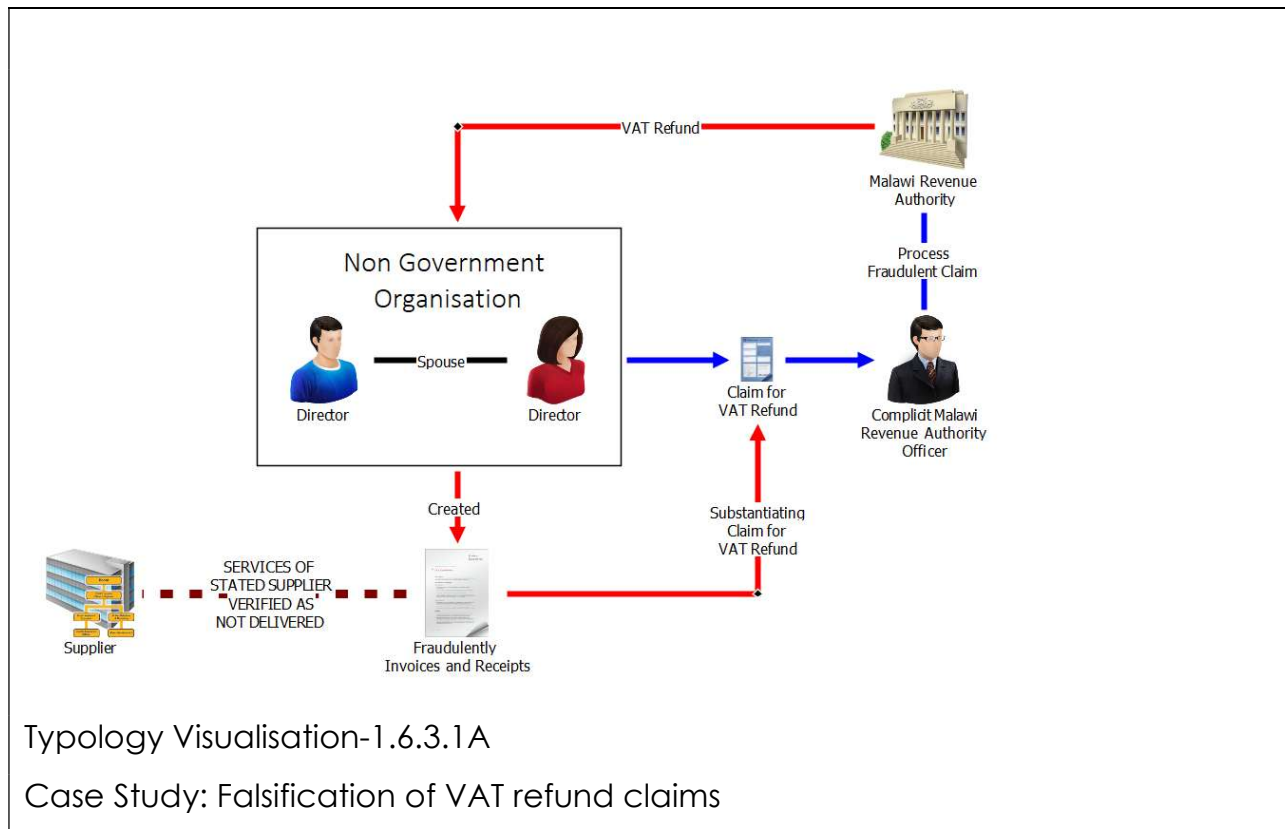 VAT Refund
Malawi Revenue
Authority
Non Government
Organisation
Process
Fraudulent Claim
Spouse
Director
Director
Claim for
VAT Refund
Complicit Malawi
Revenue Authority
Officer
Created
Substantiating
Claim for
VAT Refund
SERVICES OF
STATED SUPPLIER
VERIFIED AS
NOT DELIVERED
Supplier
Fraudulently
Invoices and Receipts
Typology Visualisation-1.6.3.1A
Case Study: Falsification of VAT refund claims